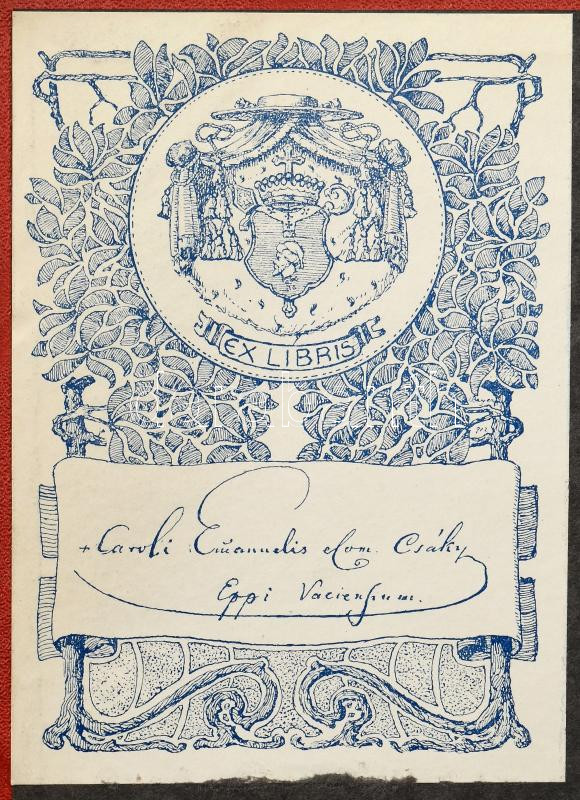 EX LIBRIS
+ Caroli Emanuelis Com. Csáky
Eppi Vaciensium.